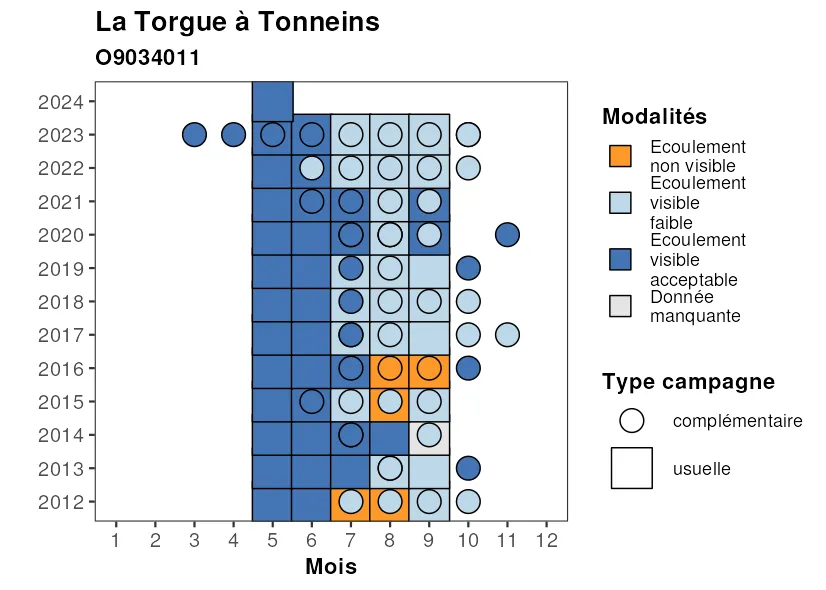 La Torgue à Tonneins
O9034011
2024
2023
2022
2021
2020
2019
2018
2017
2016
2015
2014
2013
2012
1 2 3 4 5 6 7 8 9 10 11 12
Mois
Modalités
Ecoulement
non visible
Ecoulement
visible
faible
Ecoulement
visible
acceptable
Donnée
manquante
Type campagne
complémentaire
usuelle